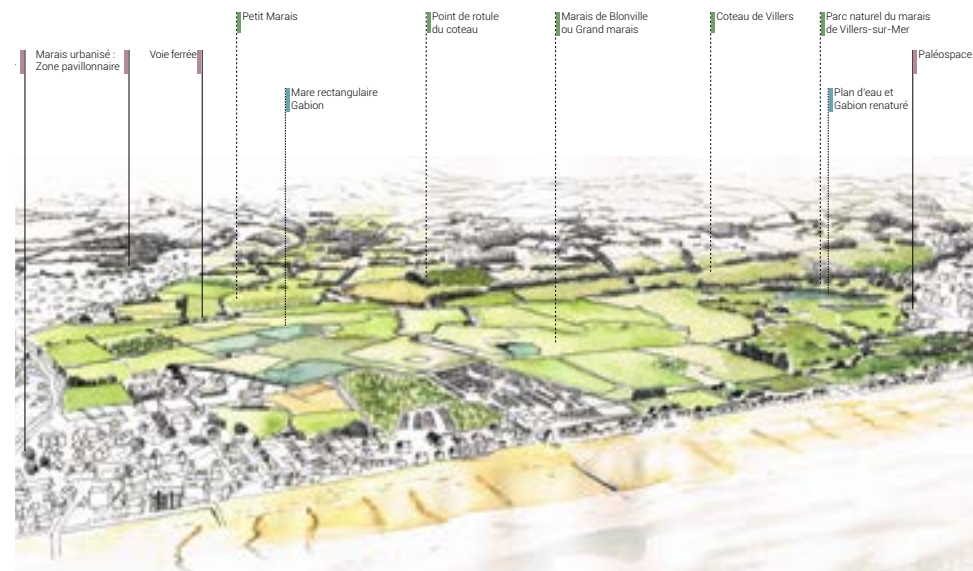 Petit Marais
Point de rotule
du coteau
Marais de Blonville
ou Grand marais
Coteau de Villers
Parc naturel du marais
de Villers-sur-Mer
Marais urbanisé :
Zone pavillonnaire
Voie ferrée
Paléospace
Mare rectangulaire
Gabion
Plan d'eau et
Gabion renaturé